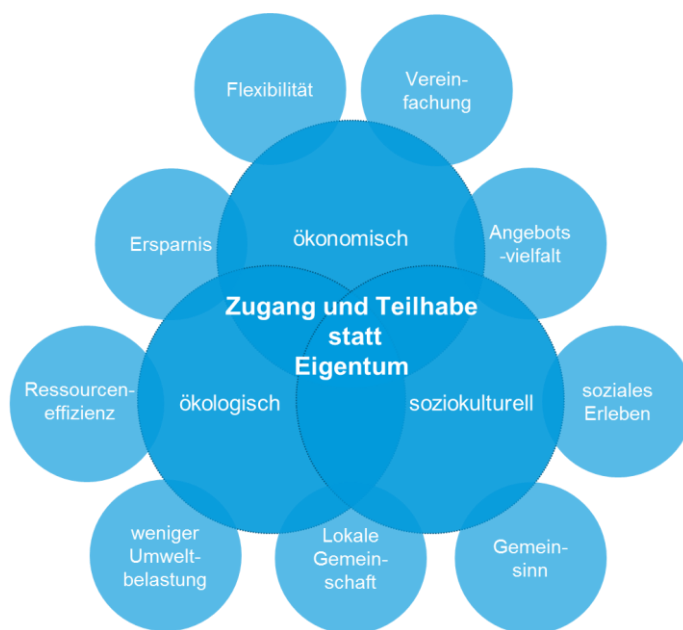 Flexibilität
Verein-
fachung
Ersparnis
ökonomisch
Angebots
-vielfalt
Zugang und Teilhabe
statt
Eigentum
Ressourcen-
effizienz
ökologisch
soziokulturell
soziales
Erleben
weniger
Umwelt-
belastung
Lokale
Gemein-
schaft
Gemein-
sinn